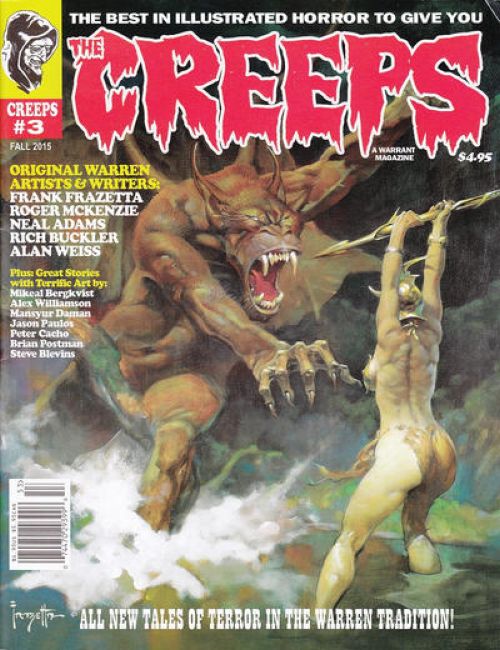 THE BEST IN ILLUSTRATED HORROR TO GIVE YOU
THE
CREEPS
CREEPS
#3
FALL 2015
A WARRANT
MAGAZINE
$4.95
ORIGINAL WARREN
ARTISTS & WRITERS:
FRANK FRAZETTA
ROGER MCKENZIE
NEAL ADAMS
RICH BUCKLER
ALAN WEISS
Plus: Great Stories
with Terrific Art by:
Mikeal Bergkvist
Alex Williamson
Mansyur Daman
Jason Paulos
Peter Cacho
Brian Postman
Steve Blevins
Frazetta
ALL NEW TALES OF TERROR IN THE WARREN TRADITION!